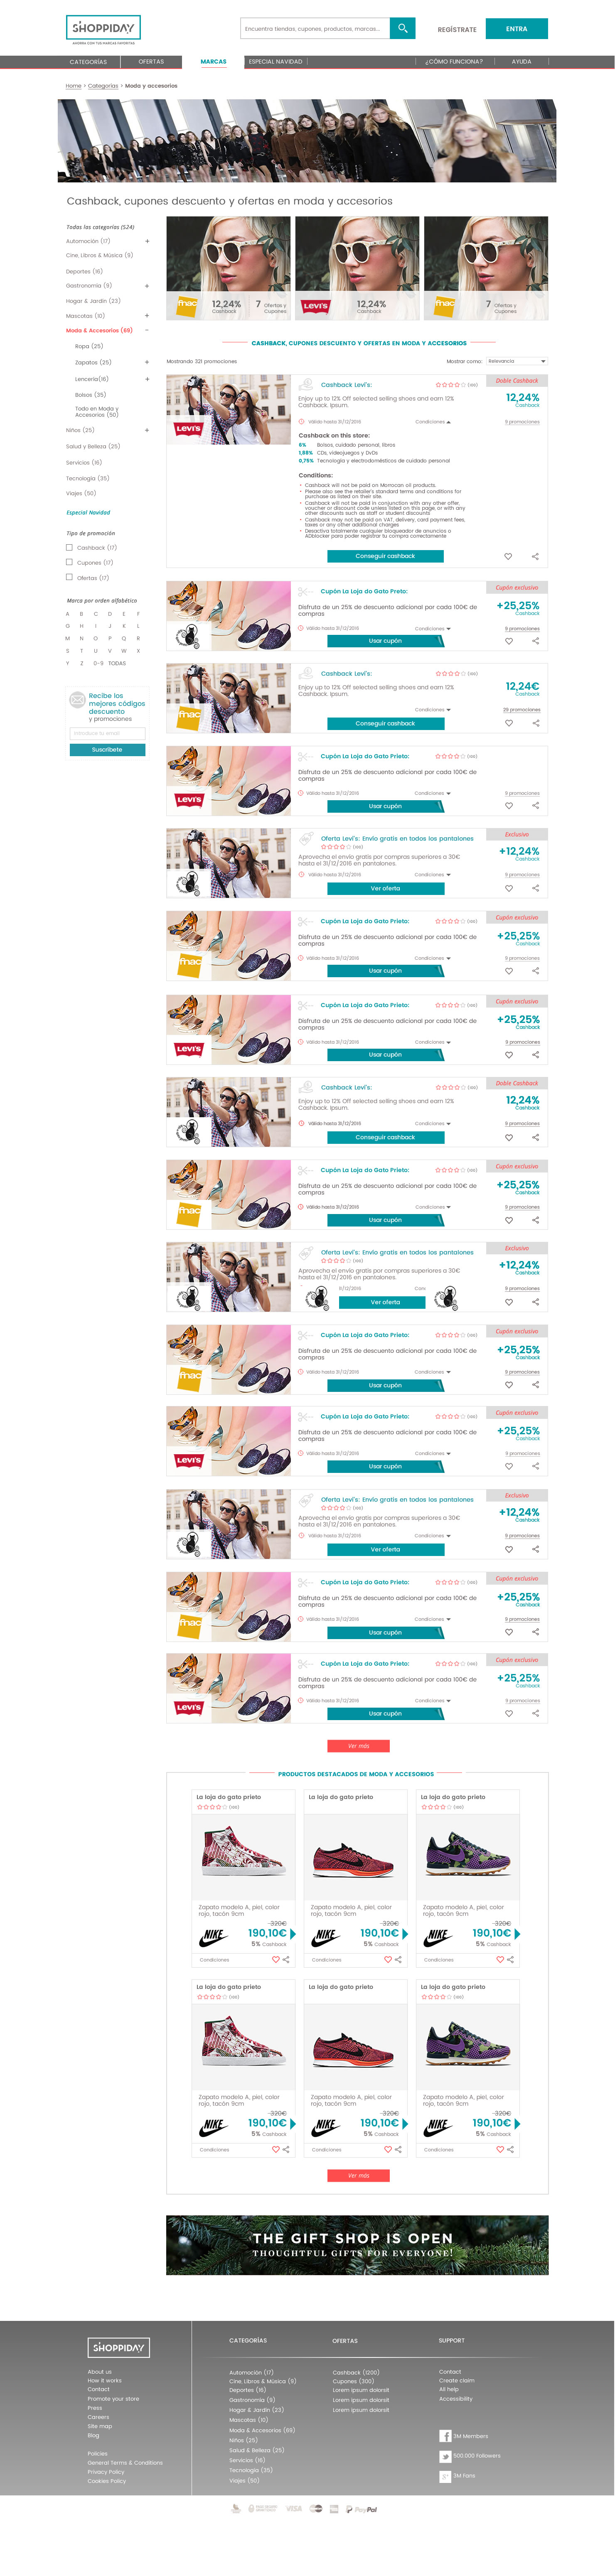 SHOPPIDAY
AHORRA CON TUS MARCAS FAVORITAS
Encuentra tiendas, cupones, productos, marcas...
REGÍSTRATE
ENTRA
CATEGORÍAS
OFERTAS
MARCAS
ESPECIAL NAVIDAD
¿CÓMO FUNCIONA?
AYUDA
Home > Categorías > Moda y accesorios
Cashback, cupones descuento y ofertas en moda y accesorios
Todas las categorías (524)
Automoción (17) +
Cine, Libros & Música (9)
Deportes (16)
Gastronomía (9) +
Hogar & Jardín (23)
Mascotas (10) +
Moda & Accesorios (69) -
Ropa (25)
Zapatos (25) +
Lencería(16) +
Bolsos (35)
Todo en Moda y
Accesorios (50)
Niños (25) +
Salud y Belleza (25)
Servicios (16)
Tecnología (35)
Viajes (50)
Especial Navidad
Tipo de promoción
Cashback (17)
Cupones (17)
Ofertas (17)
Marca por orden alfabético
A B C D E F
G H I J K L
M N O P Q R
S T U V W X
Y Z 0-9 TODAS
Recibe los
mejores códigos
descuento
y promociones
Introduce tu email
Suscríbete
fnac
12,24%
Cashback
7 Ofertas y
Cupones
LEVI'S
12,24%
Cashback
fnac
7 Ofertas y
Cupones
CASHBACK, CUPONES DESCUENTO Y OFERTAS EN MODA Y ACCESORIOS
Mostrando 321 promociones
Mostrar como: Relevancia
LEVI'S
Cashback Levi's:
(100)
Doble Cashback
Enjoy up to 12% Off selected selling shoes and earn 12%
Cashback. Ipsum.
12,24%
Cashback
Válido hasta 31/12/2016
Condiciones
9 promociones
Cashback on this store:
5% Bolsos, cuidado personal, libros
1,88% CDs, videojuegos y DVDs
0,75% Tecnología y electrodomésticos de cuidado personal
Conditions:
Cashback will not be paid on Morrocan oil products.
Please also see the retailer's standard terms and conditions for
purchase as listed on their site.
Cashback will not be paid in conjunction with any other offer,
voucher or discount code unless listed on this page, or with any
other discounts such as staff or student discounts
Cashback may not be paid on VAT, delivery, card payment fees,
taxes or any other additional charges
Desactiva totalmente cualquier bloqueador de anuncios o
ADblocker para poder registrar tu compra correctamente
Conseguir cashback
Cupón La Loja do Gato Preto:
Cupón exclusivo
Disfruta de un 25% de descuento adicional por cada 100€ de
compras
+25,25%
Cashback
Válido hasta 31/12/2016
Condiciones
9 promociones
Usar cupón
fnac
Cashback Levi's:
(100)
Enjoy up to 12% Off selected selling shoes and earn 12%
Cashback. Ipsum.
12,24€
Cashback
Condiciones
29 promociones
Conseguir cashback
LEVI'S
Cupón La Loja do Gato Prieto:
(100)
Disfruta de un 25% de descuento adicional por cada 100€ de
compras
Válido hasta 31/12/2016
Condiciones
9 promociones
Usar cupón
Oferta Levi's: Envío gratis en todos los pantalones
(100)
Exclusivo
Aprovecha el envío gratis por compras superiores a 30€
hasta el 31/12/2016 en pantalones.
+12,24%
Cashback
Válido hasta 31/12/2016
Condiciones
9 promociones
Ver oferta
fnac
Cupón La Loja do Gato Prieto:
(100)
Cupón exclusivo
Disfruta de un 25% de descuento adicional por cada 100€ de
compras
+25,25%
Cashback
Válido hasta 31/12/2016
Condiciones
9 promociones
Usar cupón
LEVI'S
Cupón La Loja do Gato Prieto:
(100)
Cupón exclusivo
Disfruta de un 25% de descuento adicional por cada 100€ de
compras
+25,25%
Cashback
Válido hasta 31/12/2016
Condiciones
9 promociones
Usar cupón
Cashback Levi's:
(100)
Doble Cashback
Enjoy up to 12% Off selected selling shoes and earn 12%
Cashback. Ipsum.
12,24%
Cashback
Válido hasta 31/12/2016
Condiciones
9 promociones
Conseguir cashback
fnac
Cupón La Loja do Gato Prieto:
(100)
Cupón exclusivo
Disfruta de un 25% de descuento adicional por cada 100€ de
compras
+25,25%
Cashback
Válido hasta 31/12/2016
Condiciones
9 promociones
Usar cupón
Oferta Levi's: Envío gratis en todos los pantalones
(100)
Exclusivo
Aprovecha el envío gratis por compras superiores a 30€
hasta el 31/12/2016 en pantalones.
+12,24%
Cashback
31/12/2016
Con
9 promociones
Ver oferta
fnac
Cupón La Loja do Gato Prieto:
(100)
Cupón exclusivo
Disfruta de un 25% de descuento adicional por cada 100€ de
compras
+25,25%
Cashback
Válido hasta 31/12/2016
Condiciones
9 promociones
Usar cupón
LEVI'S
Cupón La Loja do Gato Prieto:
(100)
Cupón exclusivo
Disfruta de un 25% de descuento adicional por cada 100€ de
compras
+25,25%
Cashback
Válido hasta 31/12/2016
Condiciones
9 promociones
Usar cupón
Oferta Levi's: Envío gratis en todos los pantalones
(100)
Exclusivo
Aprovecha el envío gratis por compras superiores a 30€
hasta el 31/12/2016 en pantalones.
+12,24%
Cashback
Válido hasta 31/12/2016
Condiciones
9 promociones
Ver oferta
fnac
Cupón La Loja do Gato Prieto:
(100)
Cupón exclusivo
Disfruta de un 25% de descuento adicional por cada 100€ de
compras
+25,25%
Cashback
Válido hasta 31/12/2016
Condiciones
9 promociones
Usar cupón
LEVI'S
Cupón La Loja do Gato Prieto:
(100)
Cupón exclusivo
Disfruta de un 25% de descuento adicional por cada 100€ de
compras
+25,25%
Cashback
Válido hasta 31/12/2016
Condiciones
9 promociones
Usar cupón
Ver más
PRODUCTOS DESTACADOS DE MODA Y ACCESORIOS
La loja do gato prieto
(100)
Zapato modelo A, piel, color
rojo, tacón 9cm
320€
NIKE
190,10€
5% Cashback
Condiciones
La loja do gato prieto
Zapato modelo A, piel, color
rojo, tacón 9cm
320€
NIKE
190,10€
5% Cashback
Condiciones
La loja do gato prieto
(100)
Zapato modelo A, piel, color
rojo, tacón 9cm
320€
NIKE
190,10€
5% Cashback
Condiciones
La loja do gato prieto
(100)
Zapato modelo A, piel, color
rojo, tacón 9cm
320€
NIKE
190,10€
5% Cashback
Condiciones
La loja do gato prieto
Zapato modelo A, piel, color
rojo, tacón 9cm
320€
NIKE
190,10€
5% Cashback
Condiciones
La loja do gato prieto
(100)
Zapato modelo A, piel, color
rojo, tacón 9cm
320€
NIKE
190,10€
5% Cashback
Condiciones
Ver más
THE GIFT SHOP IS OPEN
THOUGHTFUL GIFTS FOR EVERYONE!
SHOPPIDAY
About us
How it works
Contact
Promote your store
Press
Careers
Site map
Blog
Policies
General Terms & Conditions
Privacy Policy
Cookies Policy
CATEGORÍAS
Automoción (17)
Cine, Libros & Música (9)
Deportes (16)
Gastronomía (9)
Hogar & Jardín (23)
Mascotas (10)
Moda & Accesorios (69)
Niños (25)
Salud & Belleza (25)
Servicios (16)
Tecnología (35)
Viajes (50)
OFERTAS
Cashback (1200)
Cupones (300)
Lorem ipsum dolorsit
Lorem ipsum dolorsit
Lorem ipsum dolorsit
SUPPORT
Contact
Create claim
All help
Accessibility
3M Members
500.000 Followers
3M Fans
VISA
PayPal